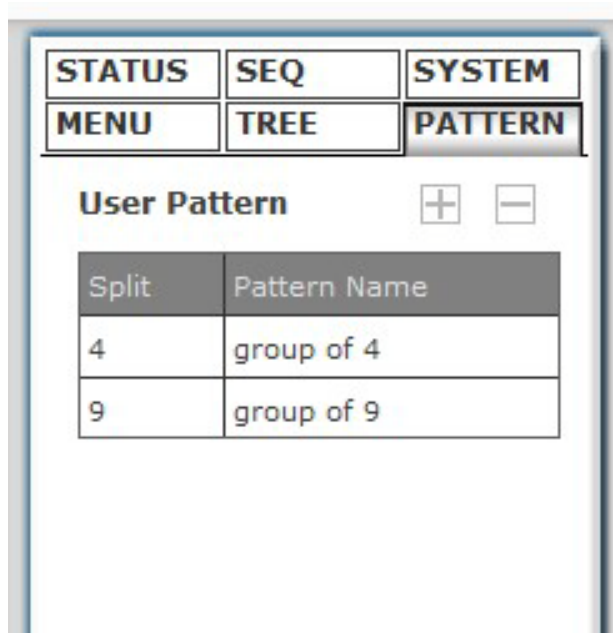 STATUS SEQ SYSTEM
MENU TREE PATTERN
User Pattern
Split Pattern Name
4 group of 4
9 group of 9